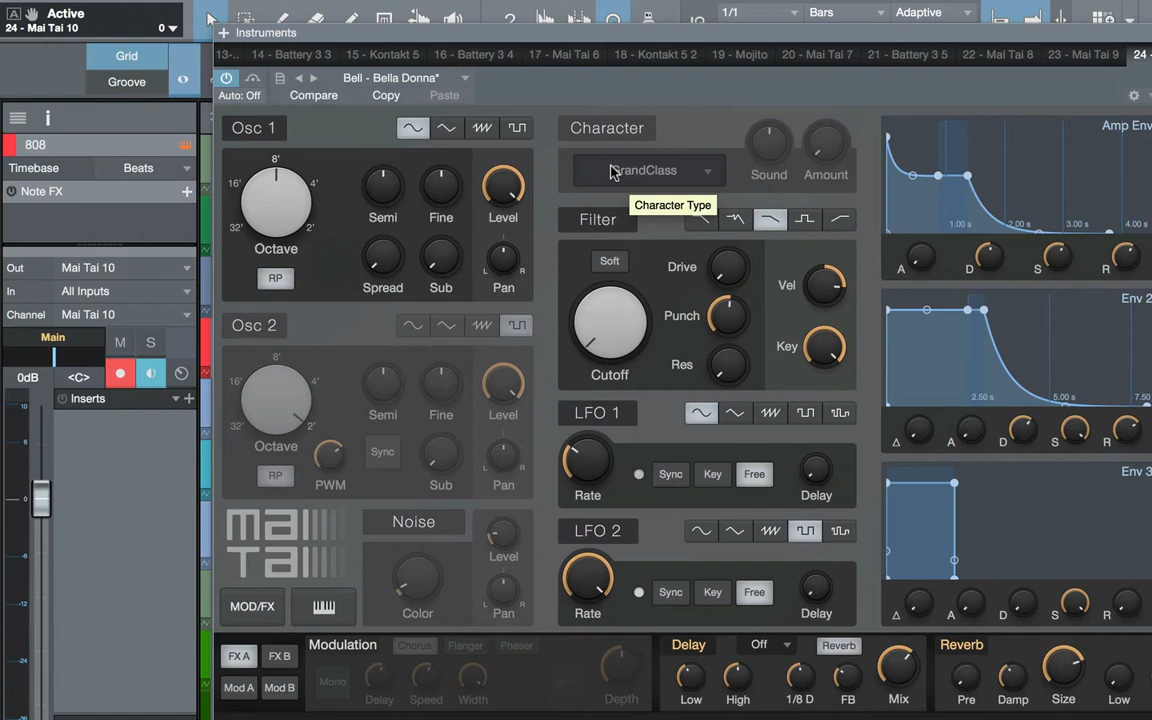 Active
24 - Mai Tai 10
0
1/1
Bars
Adaptive
Grid
Groove
i
808
Timebase
Beats
Note FX
Out
Mai Tai 10
In
All Inputs
Channel
Mai Tai 10
Main
M
S
0dB
<C>
Inserts
10
6
0
-6
-12
-24
Instruments
13-..
14 - Battery 3 3
15 - Kontakt 5
16 - Battery 3 4
17 - Mai Tai 6
18 - Kontakt 5 2
19 - Mojito
20 - Mai Tai 7
21 - Battery 3 5
22 - Mai Tai 8
23 - Mai Tai 9
24 -
Bell - Bella Donna*
Auto: Off
Compare
Copy
Paste
Osc 1
16'
8'
4'
32'
2'
Octave
RP
Semi
Fine
Level
Spread
Sub
L
R
Pan
Osc 2
16'
8'
4'
32'
2'
Octave
RP
PWM
Semi
Fine
Level
Sync
Sub
L
R
Pan
MAI TAI
MOD/FX
Noise
Color
Level
L
R
Pan
Character
GrandClass
Sound
Amount
Character Type
Filter
Soft
Cutoff
Drive
Punch
Res
Vel
Key
LFO 1
Rate
Sync
Key
Free
Delay
LFO 2
Rate
Sync
Key
Free
Delay
Amp Env
1.00 s
2.00 s
3.00 s
4.00 s
A
D
S
R
Env 2
2.50 s
5.00 s
7.50
Δ
A
D
S
R
Env 3
Δ
A
D
S
R
FX A
FX B
Mod A
Mod B
Modulation
Chorus
Flanger
Phaser
Mono
Delay
Speed
Width
Depth
Delay
Off
Reverb
Low
High
1/8 D
FB
Mix
Reverb
Pre
Damp
Size
Low